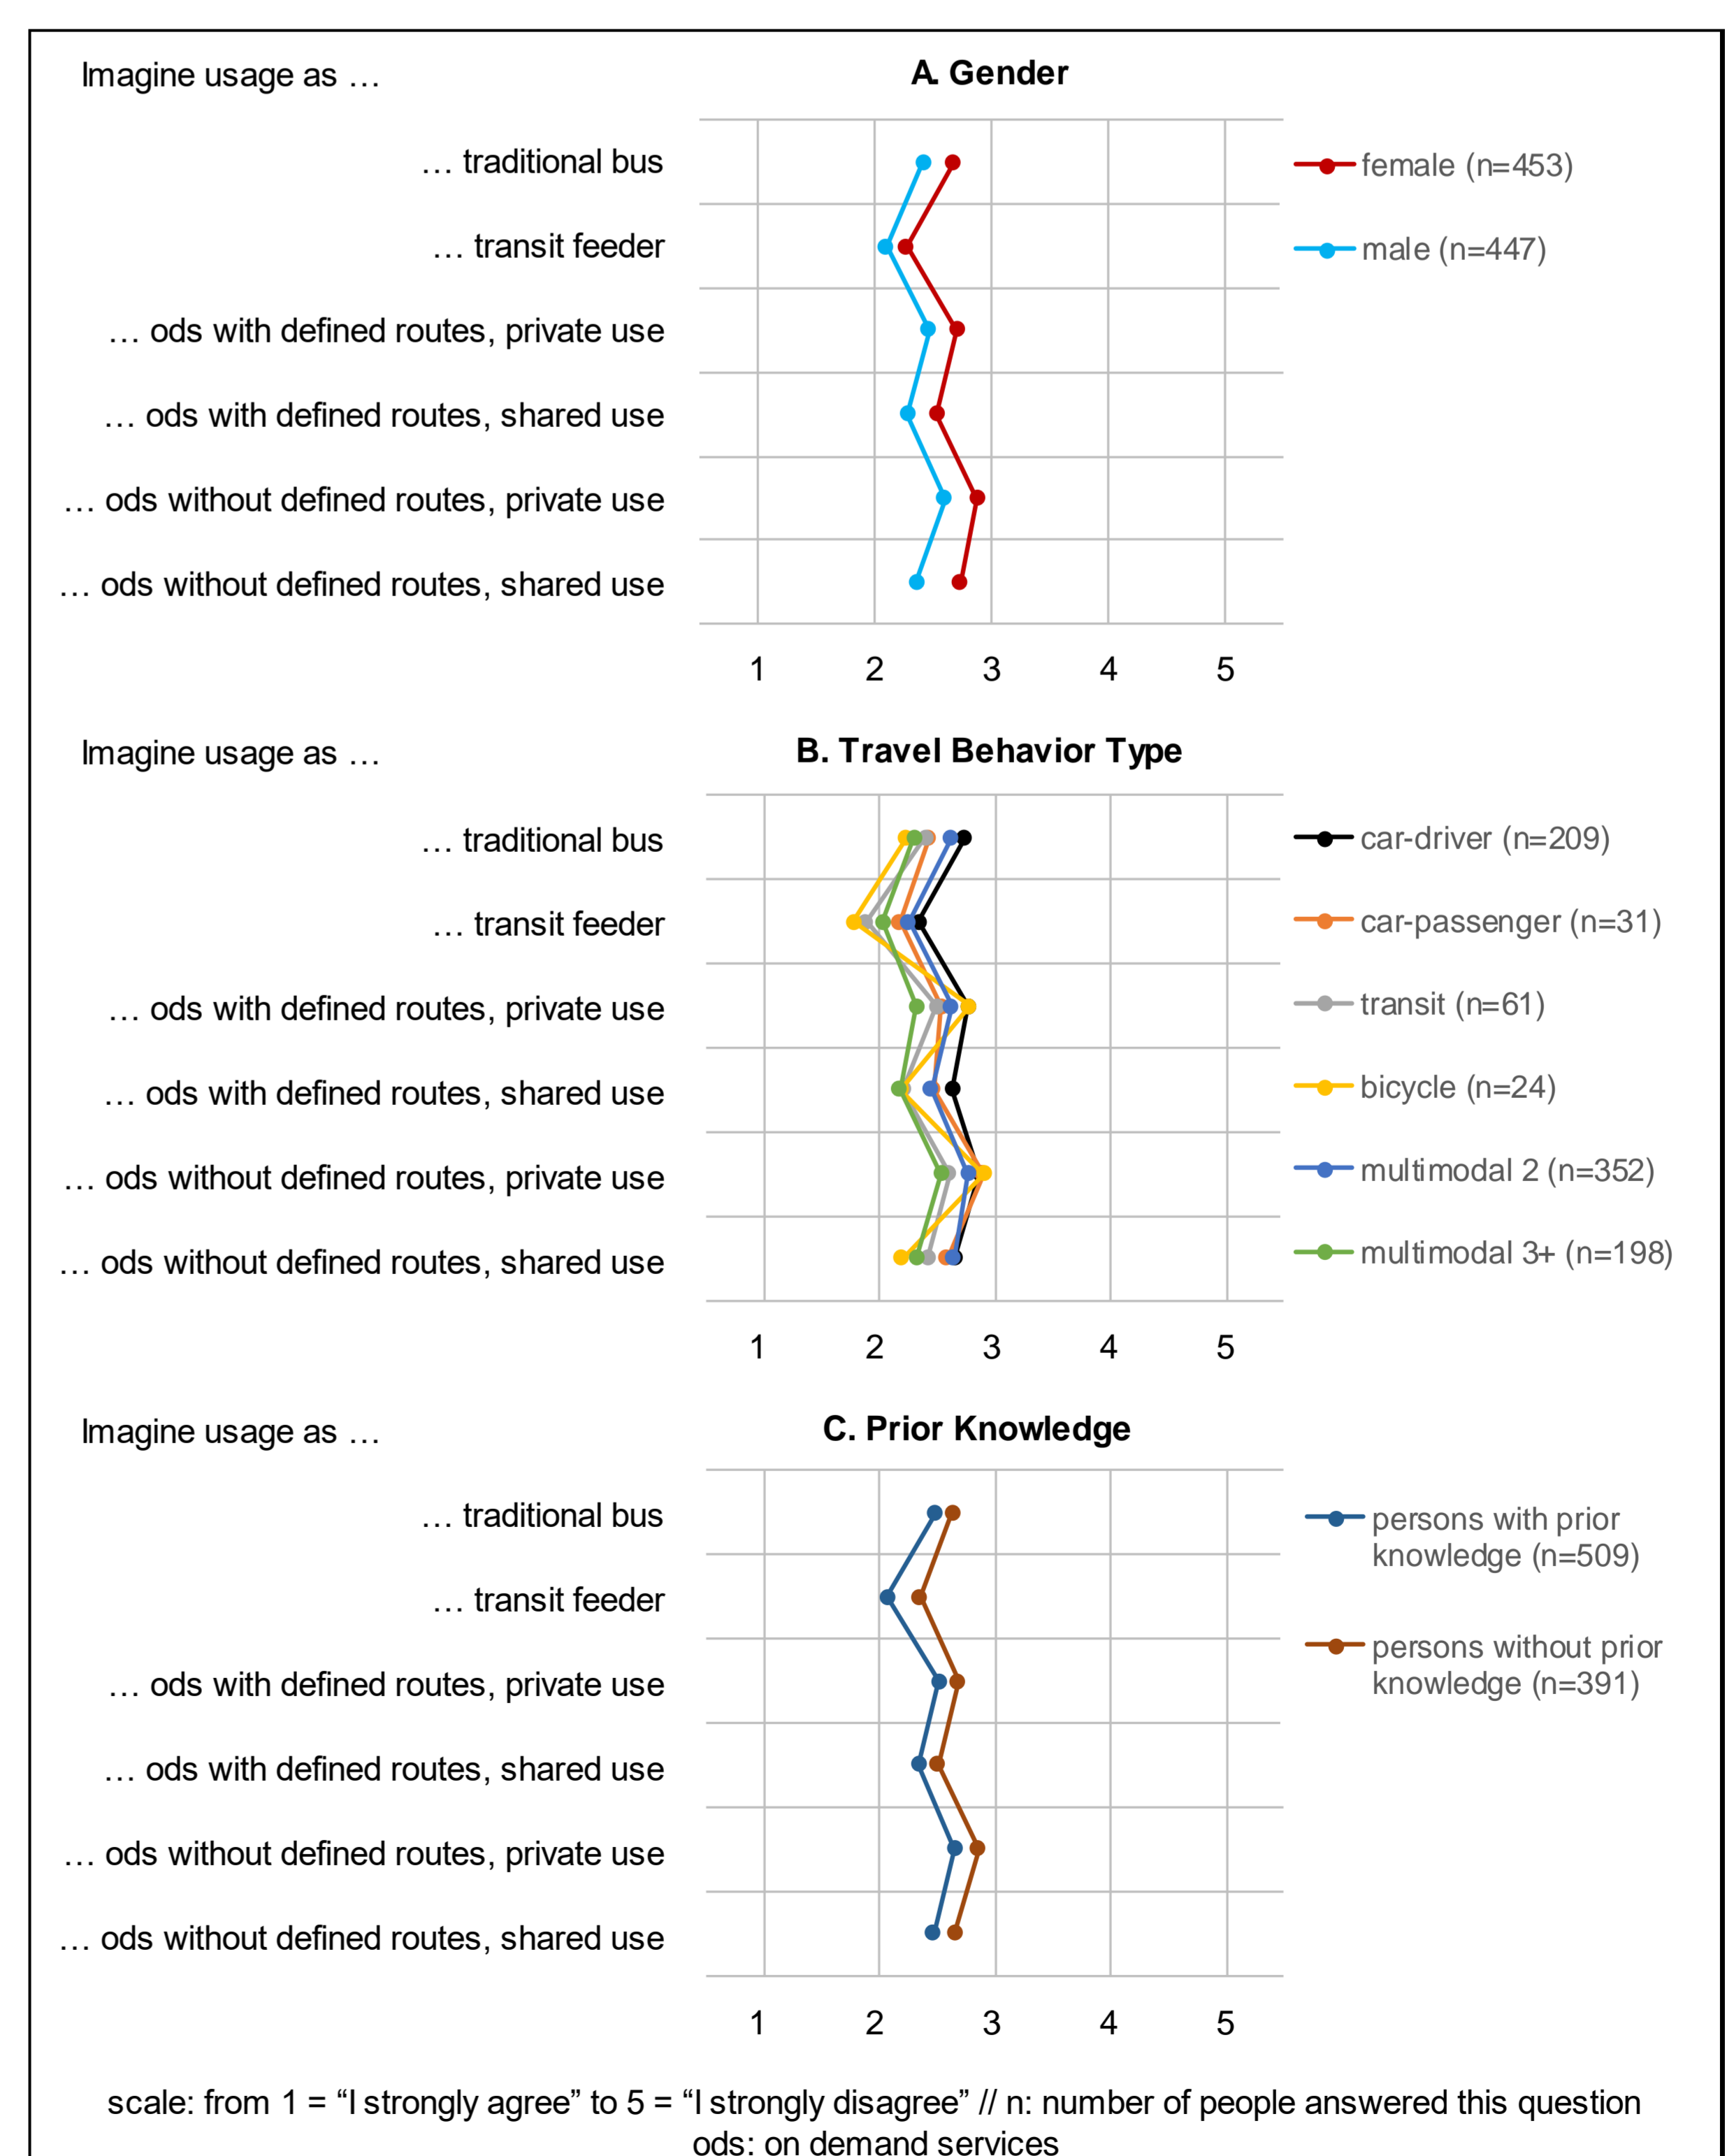 Imagine usage as …
A. Gender
… traditional bus
… transit feeder
… ods with defined routes, private use
… ods with defined routes, shared use
… ods without defined routes, private use
… ods without defined routes, shared use
female (n=453)
male (n=447)
1 2 3 4 5
Imagine usage as …
B. Travel Behavior Type
… traditional bus
… transit feeder
… ods with defined routes, private use
… ods with defined routes, shared use
… ods without defined routes, private use
… ods without defined routes, shared use
car-driver (n=209)
car-passenger (n=31)
transit (n=61)
bicycle (n=24)
multimodal 2 (n=352)
multimodal 3+ (n=198)
1 2 3 4 5
Imagine usage as …
C. Prior Knowledge
… traditional bus
… transit feeder
… ods with defined routes, private use
… ods with defined routes, shared use
… ods without defined routes, private use
… ods without defined routes, shared use
persons with prior
knowledge (n=509)
persons without prior
knowledge (n=391)
1 2 3 4 5
scale: from 1 = “I strongly agree” to 5 = “I strongly disagree” // n: number of people answered this question
ods: on demand services